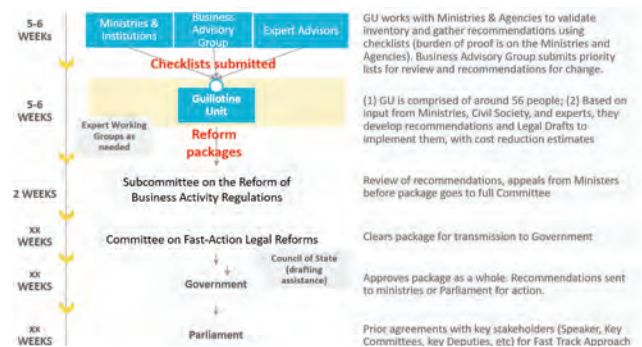 5-6
WEEKs
Ministries &
Institutions
Business
Advisory
Group
Expert Advisors
GU works with Ministries & Agencies to validate
inventory and gather recommendations using
checklists (burden of proof is on the Ministries and
Agencies). Business Advisory Group submits priority
lists for review and recommendations for change.
Checklists submitted
5-6
WEEKS
Guillotine
Unit
Expert Working
Groups as
needed
Reform
packages
(1) GU is comprised of around 56 people; (2) Based on
input from Ministries, Civil Society, and experts, they
develop recommendations and Legal Drafts to
implement them, with cost reduction estimates
2 WEEKS
Subcommittee on the Reform of
Business Activity Regulations
Review of recommendations, appeals from Ministers
before package goes to full Committee
xx
WEEKS
Committee on Fast-Action Legal Reforms
Clears package for transmission to Government
xx
WEEKS
Council of State
(drafting
assistance)
Government
Approves package as a whole. Recommendations sent
to ministries or Parliament for action.
xx
WEEKS
Parliament
Prior agreements with key stakeholders (Speaker, Key
Committees, key Deputies, etc) for Fast Track Approach